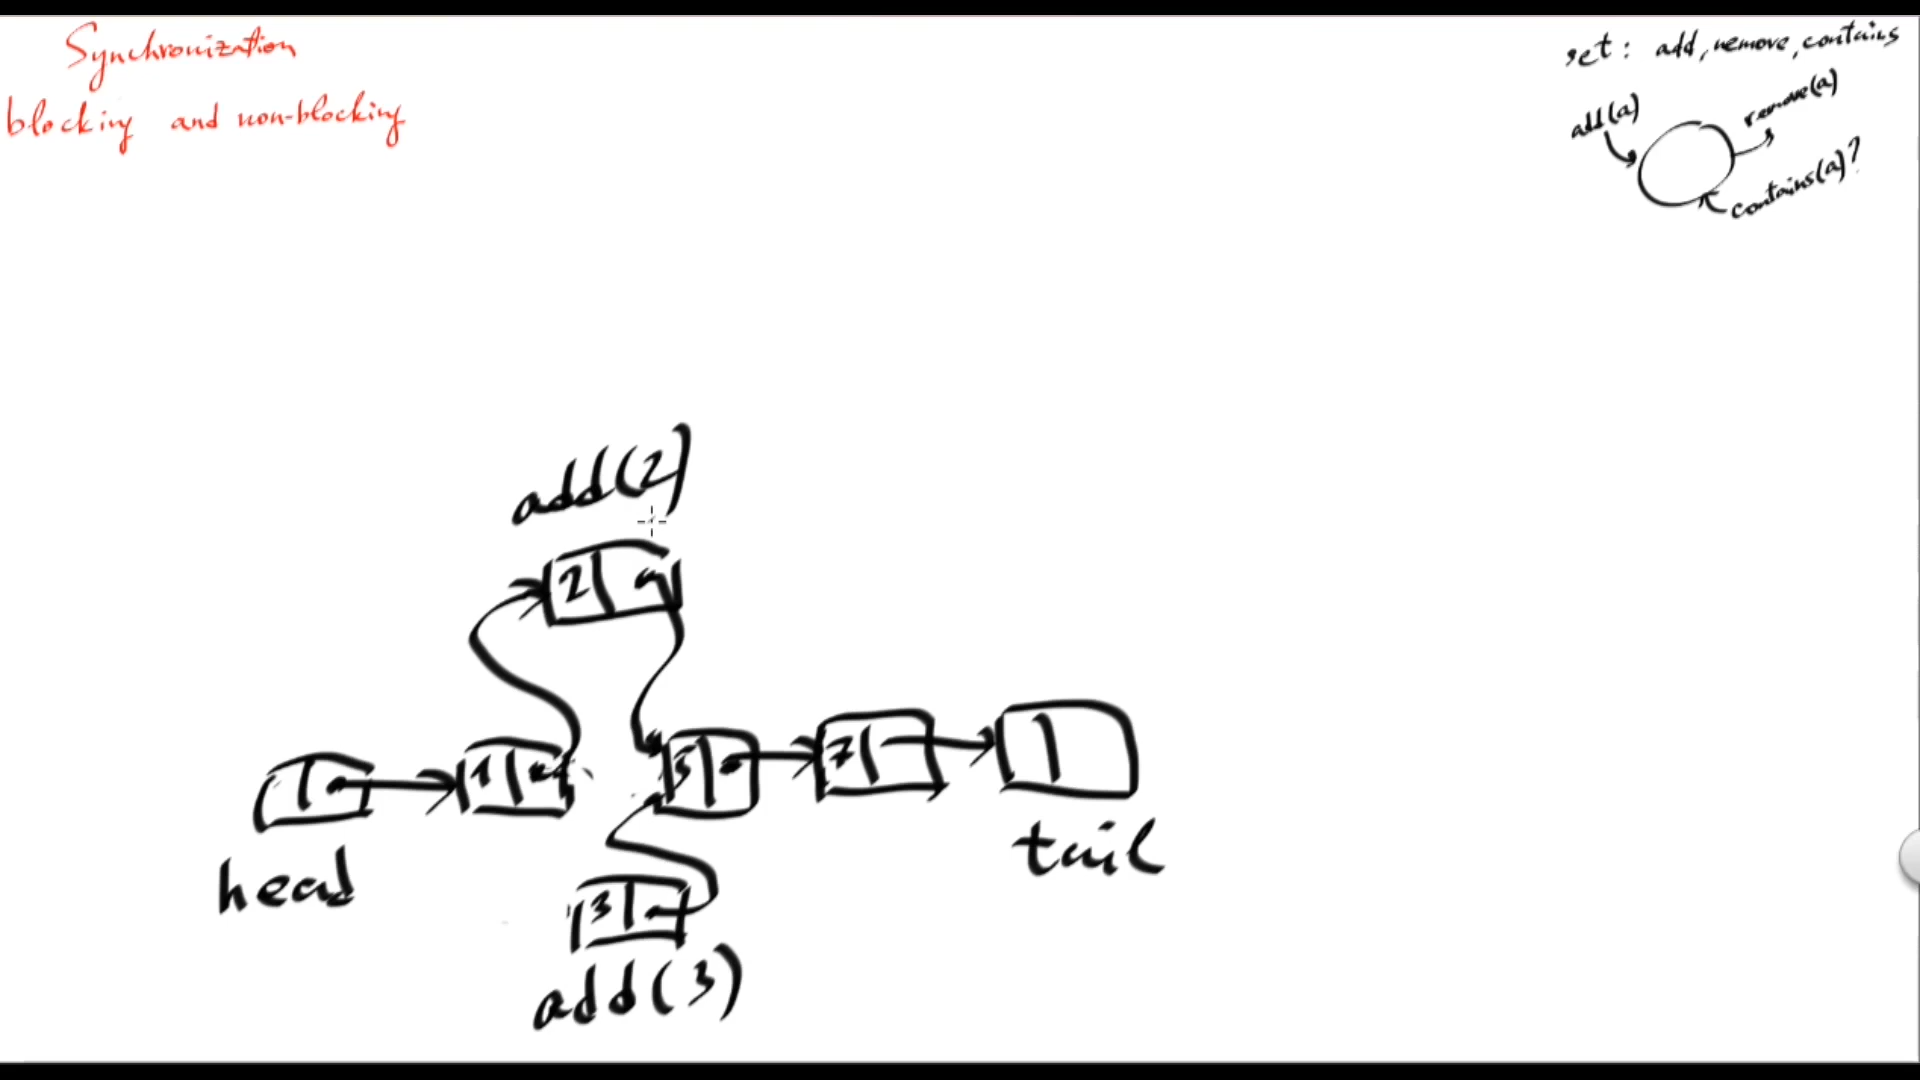 Synchronization
blocking and non-blocking
set: add, remove, contains
add(a)
remove(a)
contains(a)?
add(2)
2
1
5
7
head
tail
3
add(3)